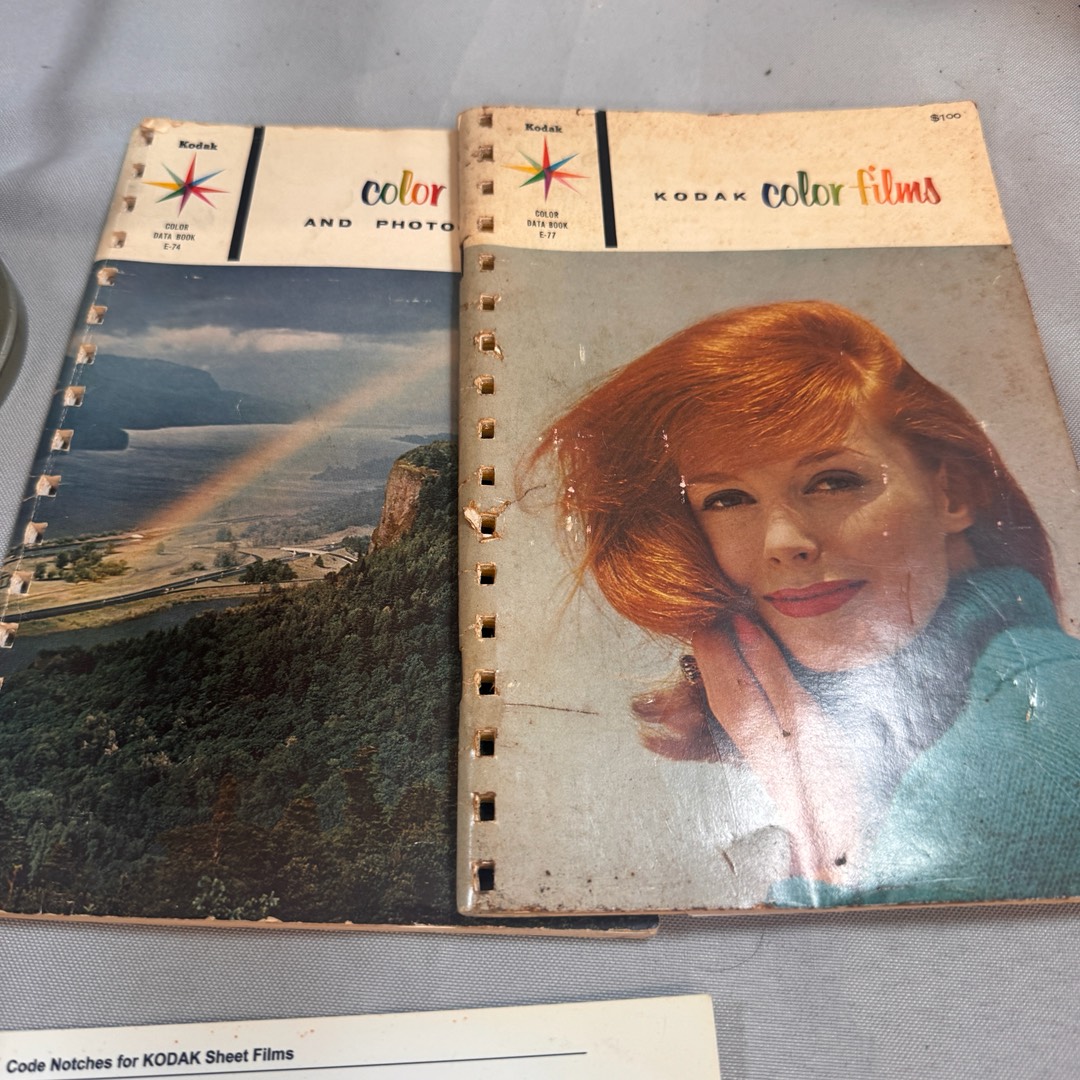 Kodak
COLOR
DATA BOOK
E-74
color
AND PHOTO
Kodak
COLOR
DATA BOOK
E-77
KODAK color films
$1.00
Code Notches for KODAK Sheet Films